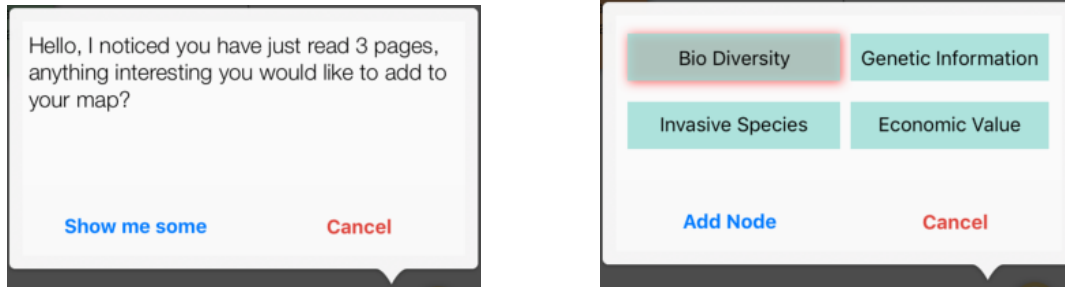 Hello, I noticed you have just read 3 pages,
anything interesting you would like to add to
your map?
Show me some Cancel
Bio Diversity Genetic Information
Invasive Species Economic Value
Add Node Cancel